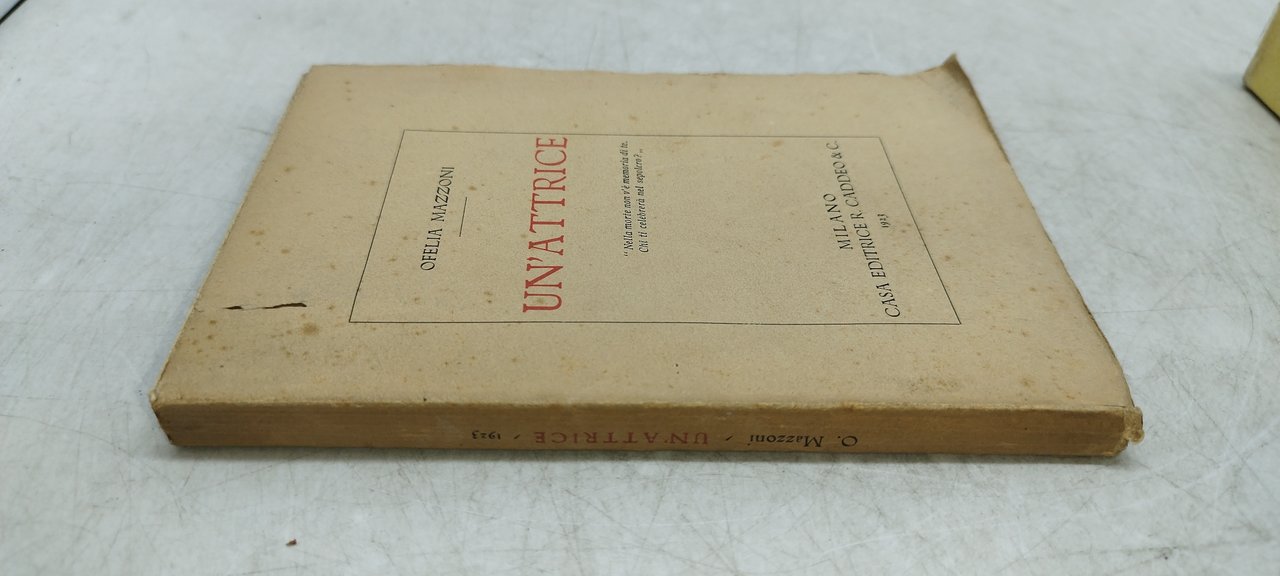 OFELIA MAZZONI
UN'ATTRICE
“Nella morte non v'è memoria di te.
Chi ti celebrerà nel sepolcro?„
MILANO
CASA EDITRICE R. CADDEO & C.
1923
O. Mazzoni / UN'ATTRICE / 1923